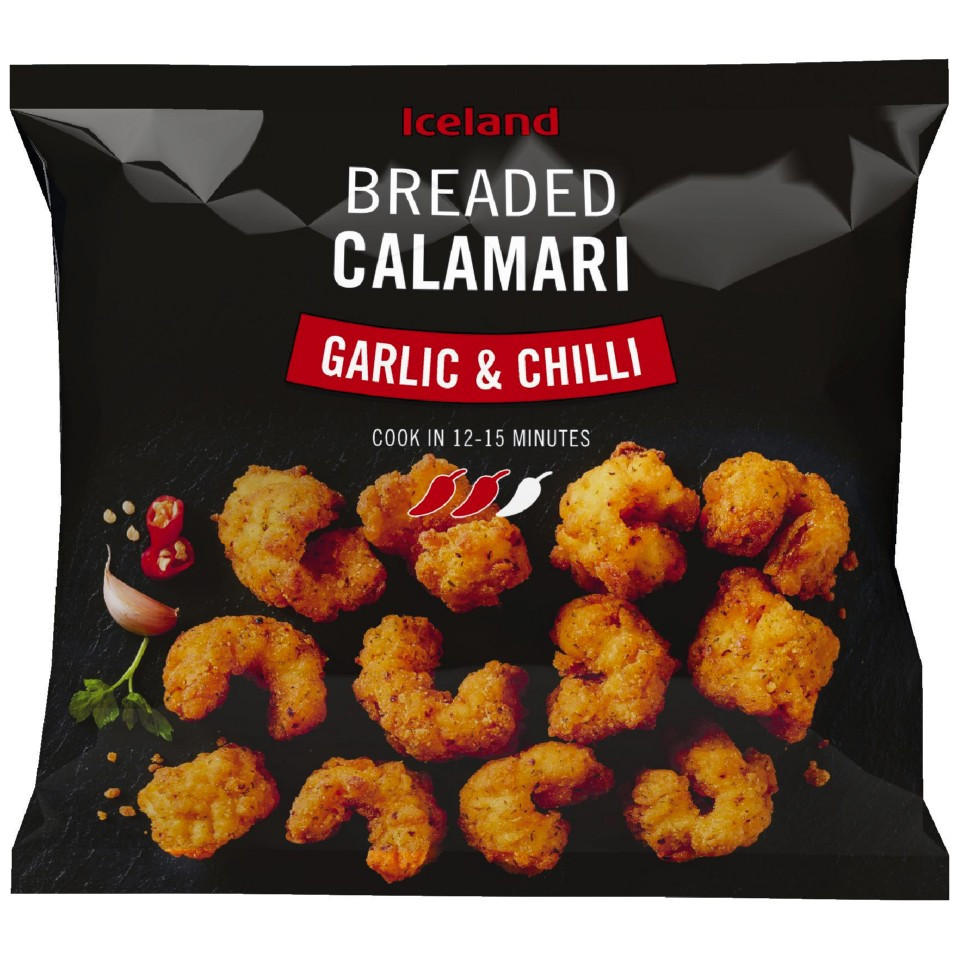 Iceland
BREADED
CALAMARI
GARLIC & CHILLI
COOK IN 12-15 MINUTES